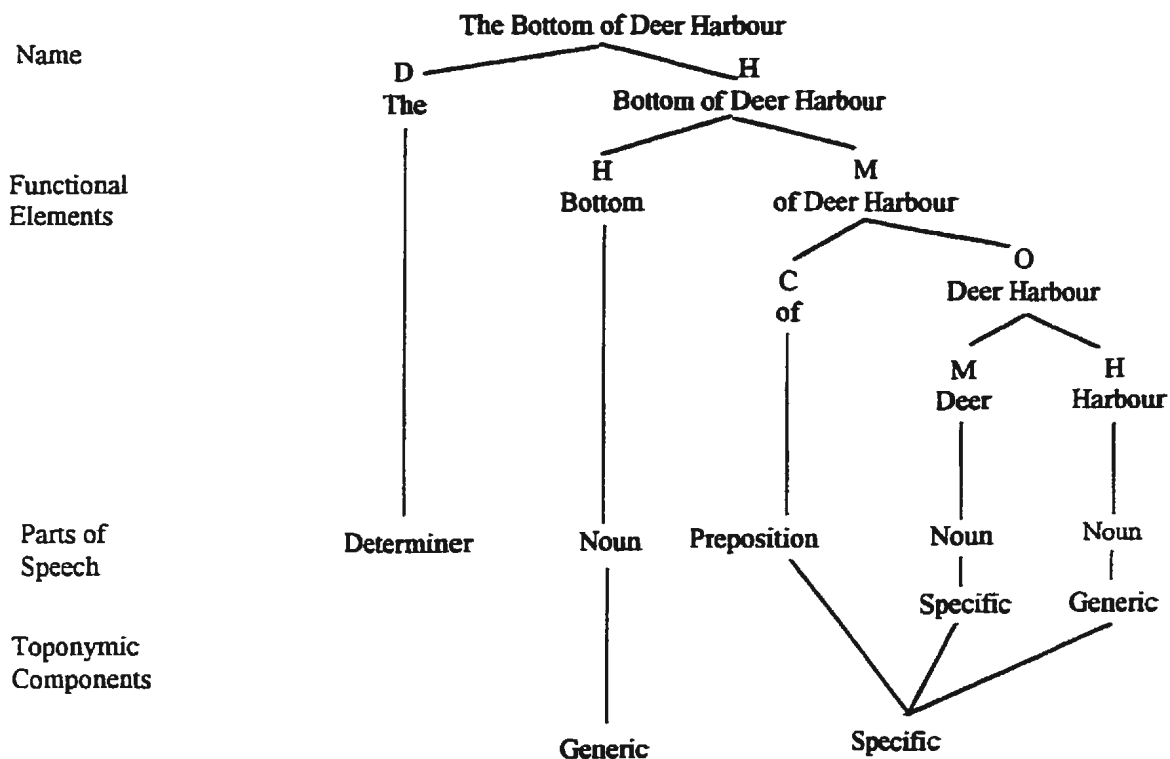 The Bottom of Deer Harbour
Name
D H
The Bottom of Deer Harbour
H M
Functional
Elements
Bottom of Deer Harbour
C O
of Deer Harbour
M H
Deer Harbour
Parts of
Speech
Determiner Noun Preposition Noun Noun
Specific Generic
Toponymic
Components
Generic Specific